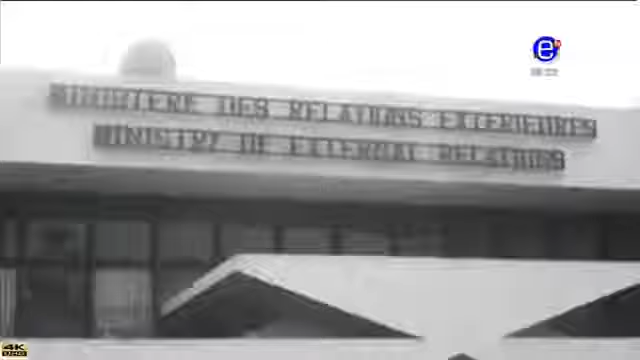 MINISTERE DES RELATIONS EXTERIEURES
MINISTRY OF EXTERNAL RELATIONS
e
4K